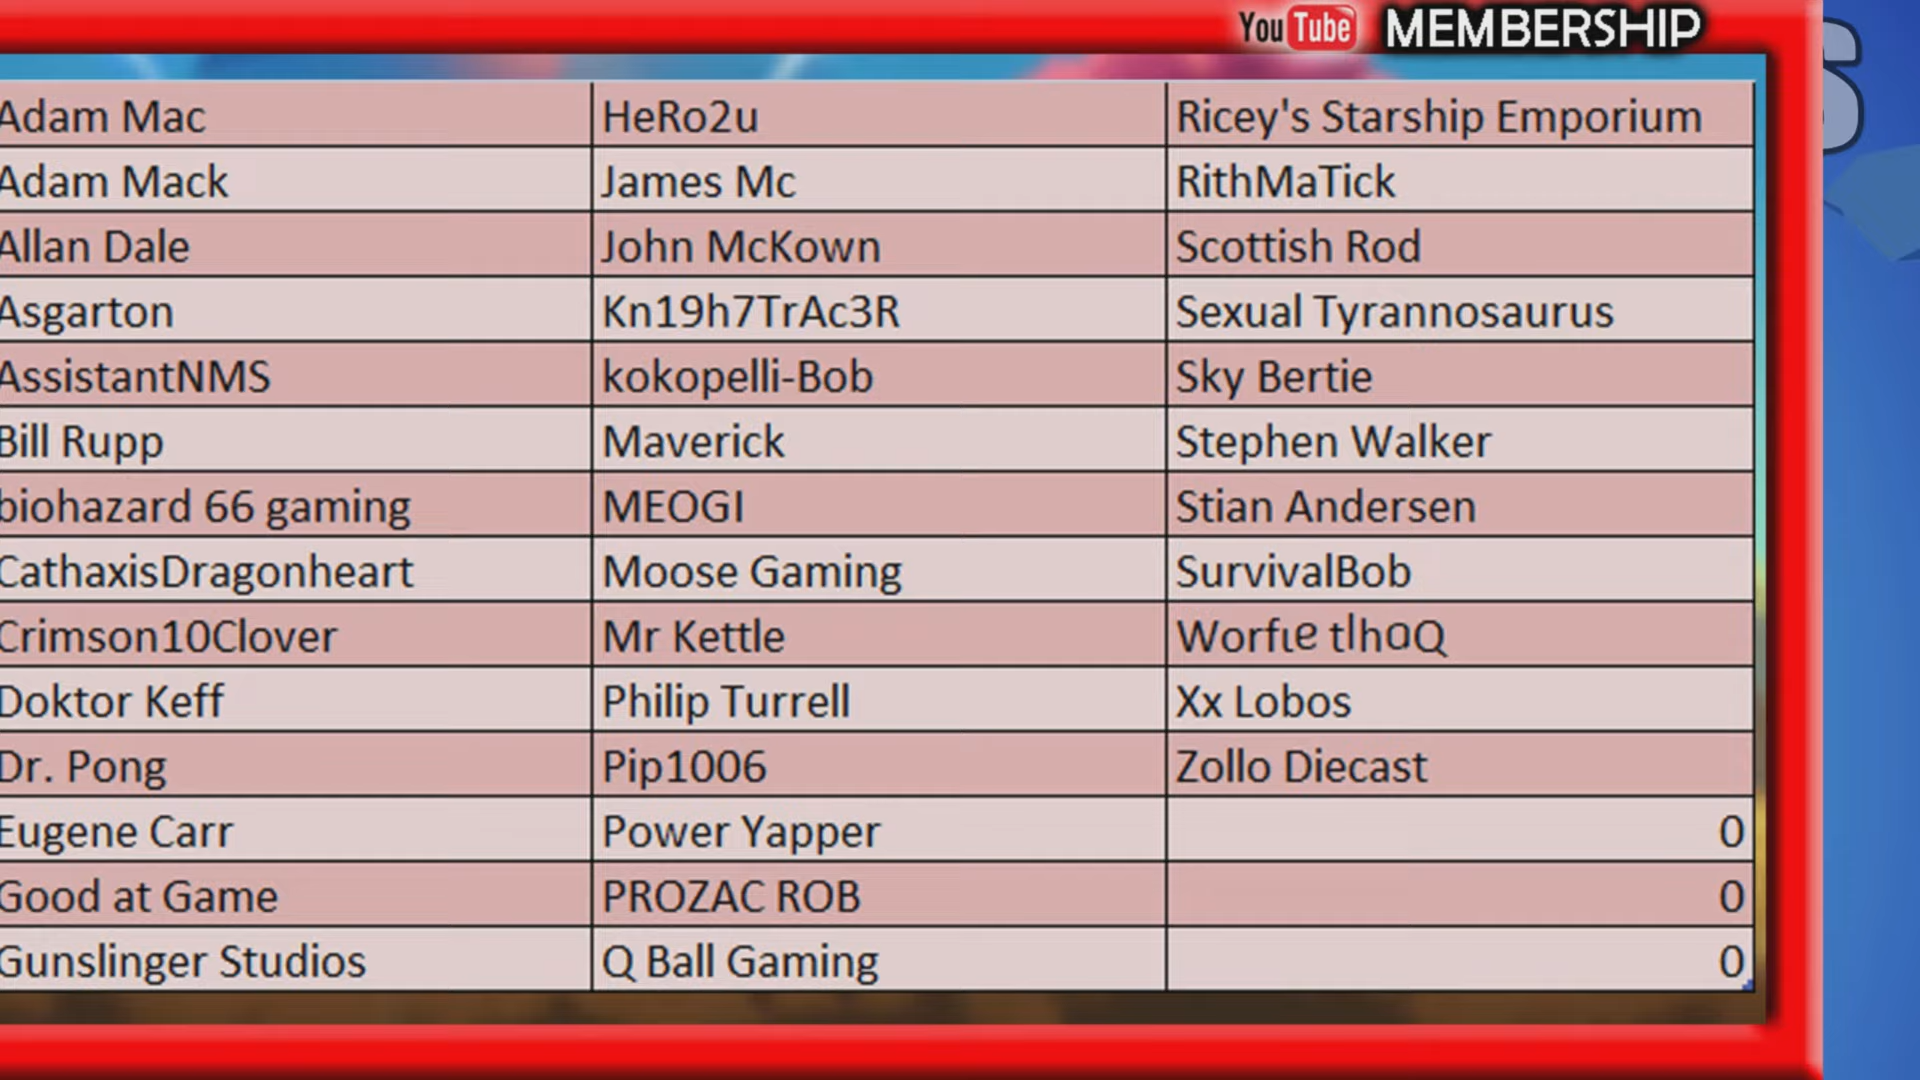 YouTube MEMBERSHIP
S
Adam Mac HeRo2u Ricey's Starship Emporium
Adam Mack James Mc RithMaTick
Allan Dale John McKown Scottish Rod
Asgarton Kn19h7TrAc3R Sexual Tyrannosaurus
AssistantNMS kokopelli-Bob Sky Bertie
Bill Rupp Maverick Stephen Walker
biohazard 66 gaming MEOGI Stian Andersen
CathaxisDragonheart Moose Gaming SurvivalBob
Crimson10Clover Mr Kettle Worfιҽ tlhɑQ
Doktor Keff Philip Turrell Xx Lobos
Dr. Pong Pip1006 Zollo Diecast
Eugene Carr Power Yapper 0
Good at Game PROZAC ROB 0
Gunslinger Studios Q Ball Gaming 0